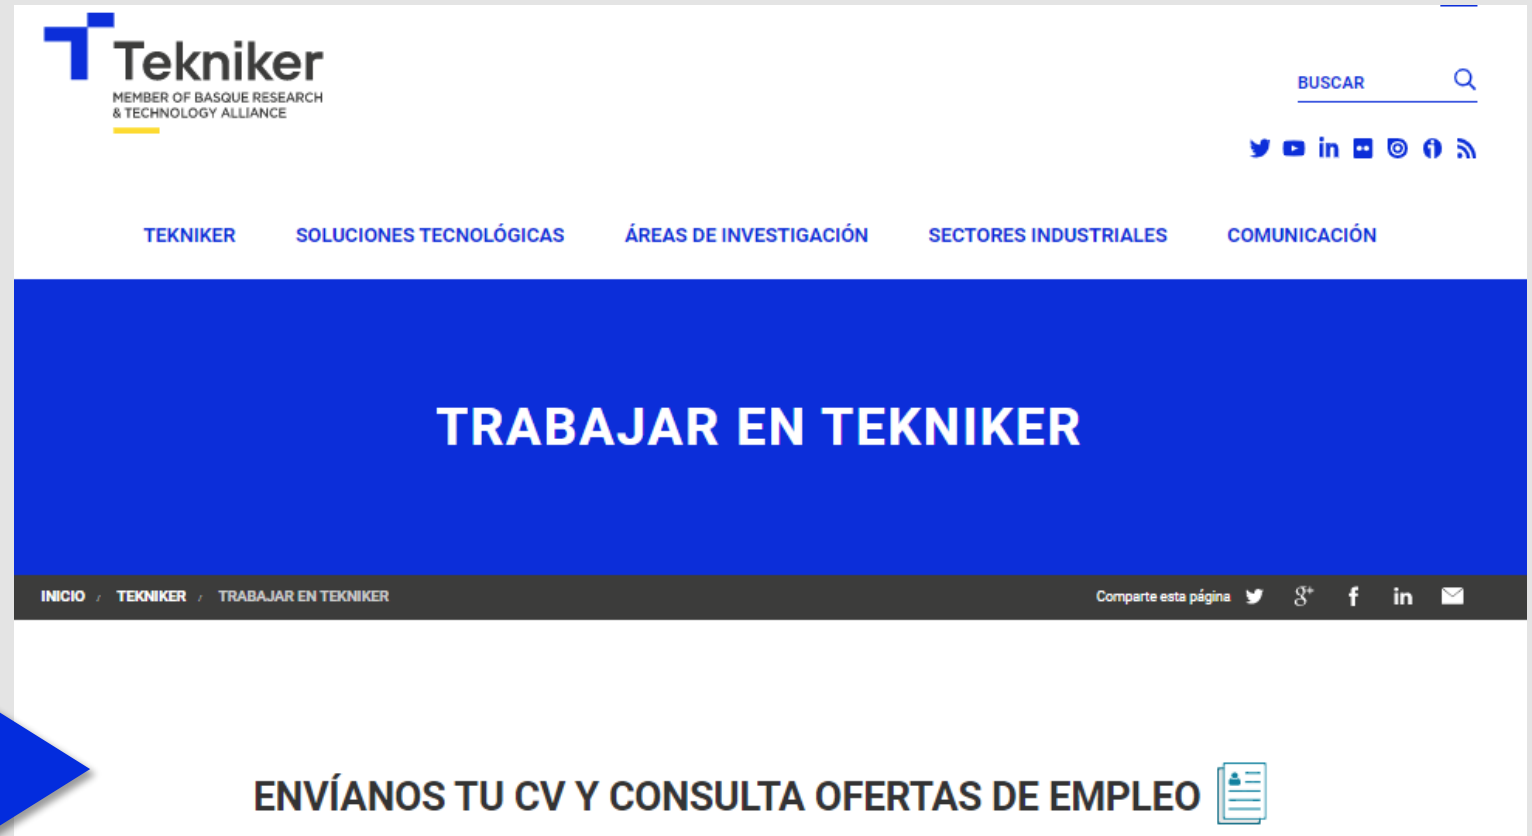 Tekniker
MEMBER OF BASQUE RESEARCH
& TECHNOLOGY ALLIANCE
BUSCAR
TEKNIKER SOLUCIONES TECNOLÓGICAS ÁREAS DE INVESTIGACIÓN SECTORES INDUSTRIALES COMUNICACIÓN
TRABAJAR EN TEKNIKER
INICIO / TEKNIKER / TRABAJAR EN TEKNIKER Comparte esta página
ENVÍANOS TU CV Y CONSULTA OFERTAS DE EMPLEO